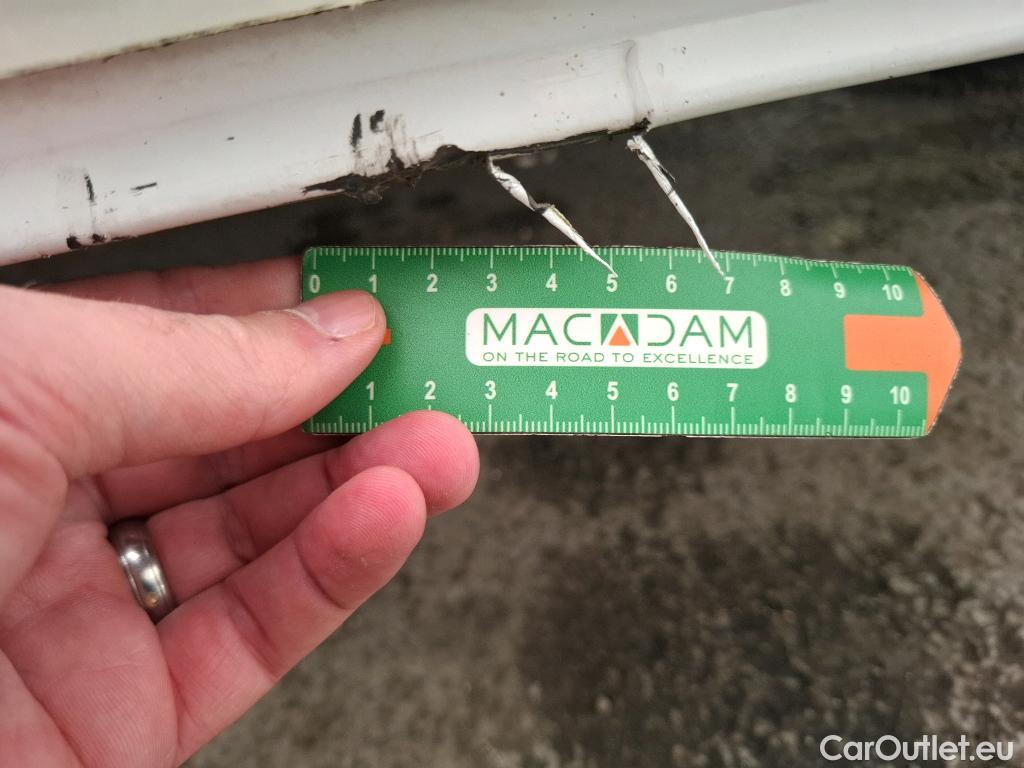 0 1 2 3 4 5 6 7 8 9 10
MACADAM
ON THE ROAD TO EXCELLENCE
1 2 3 4 5 6 7 8 9 10
CarOutlet.eu